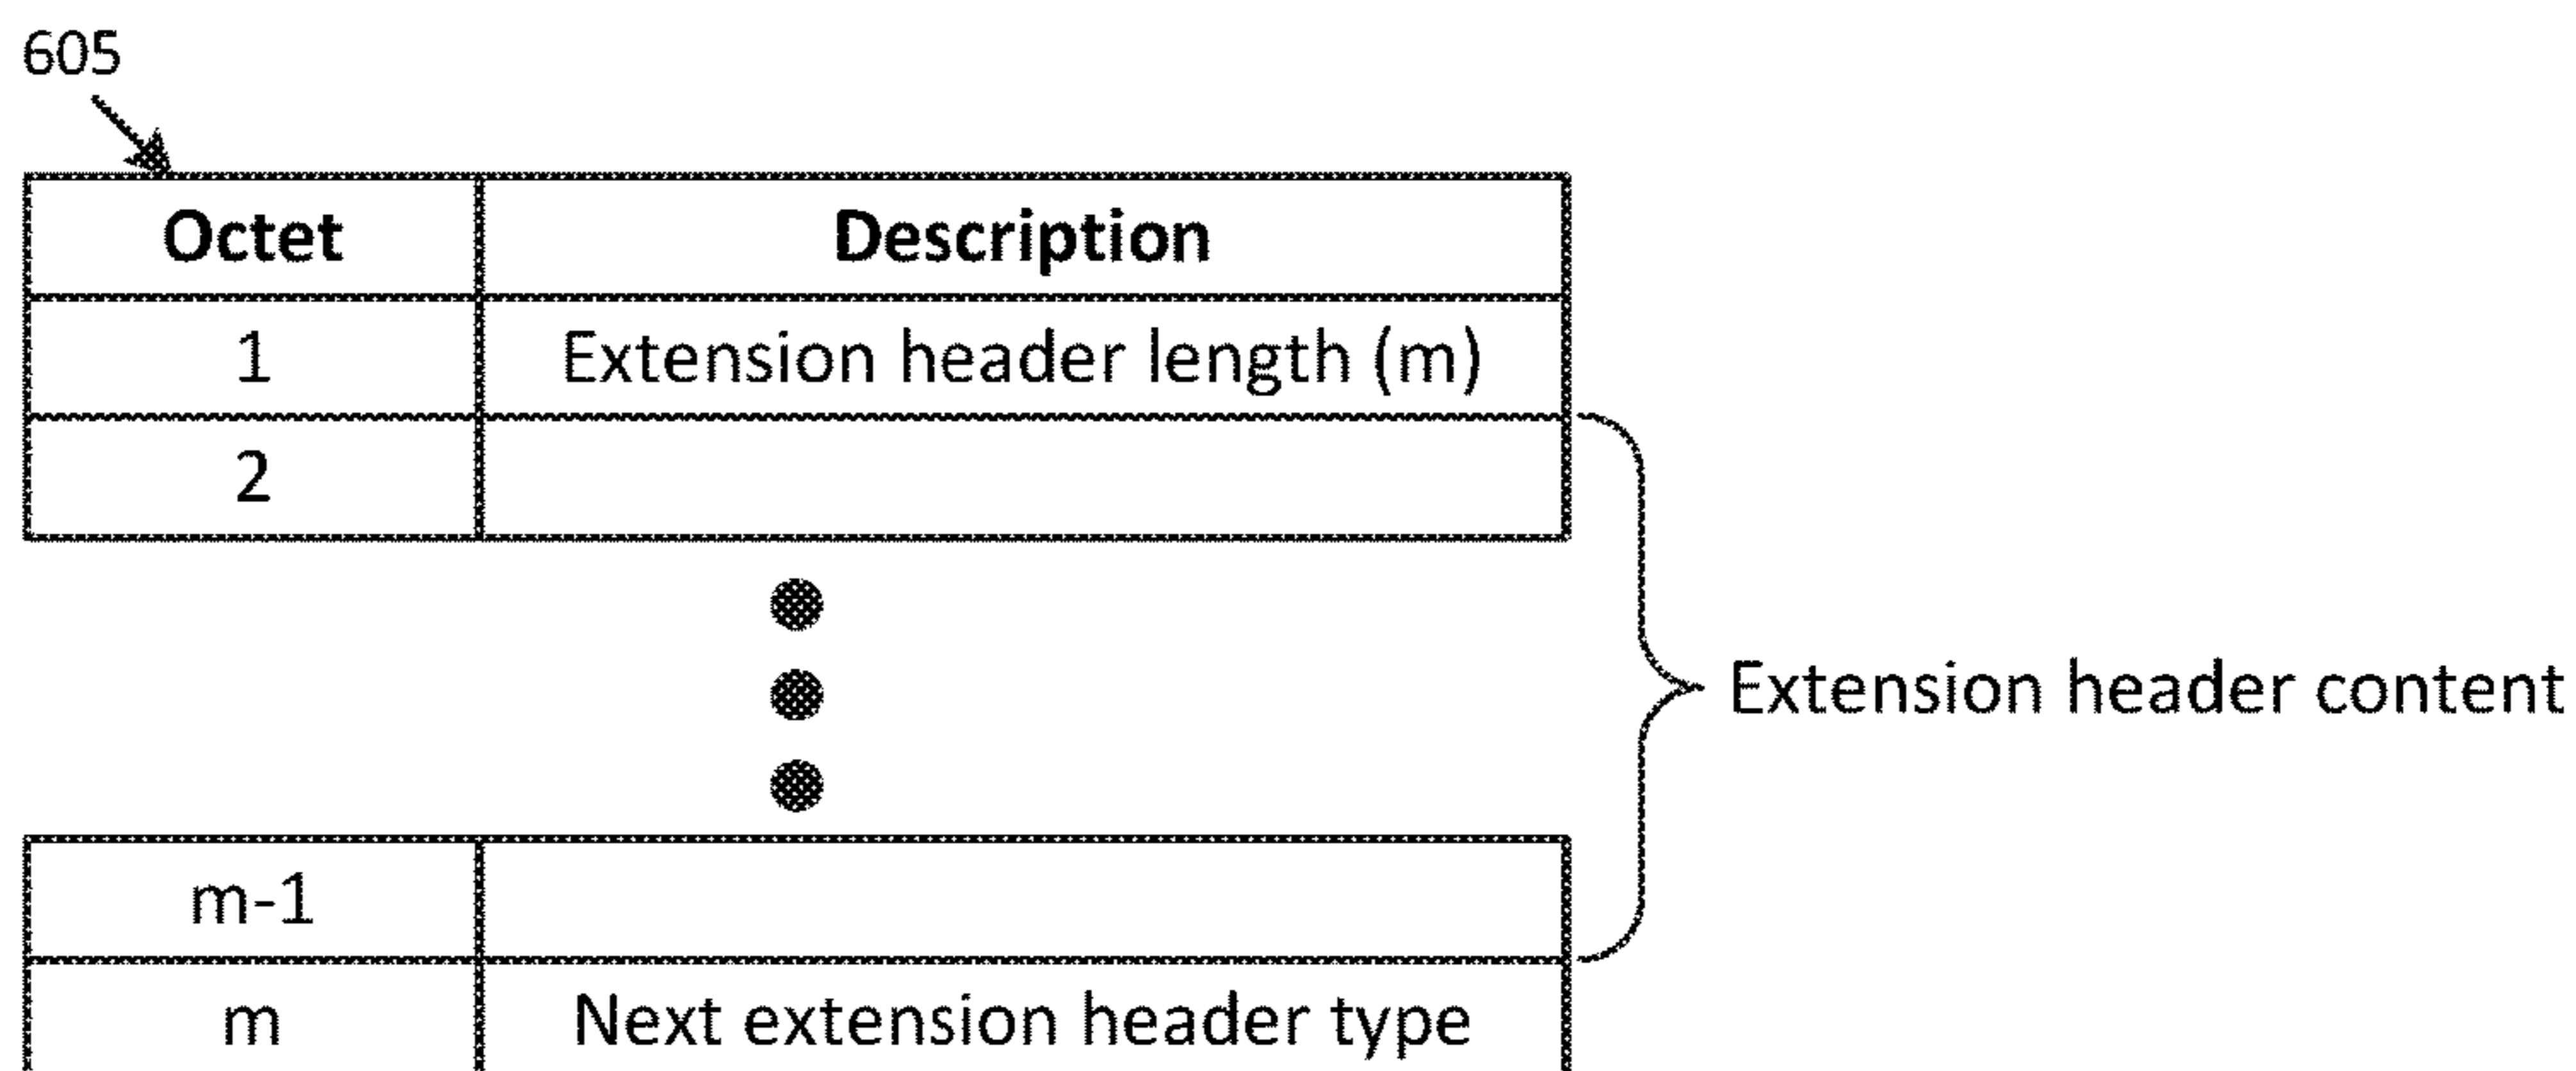 605
Octet Description
1 Extension header length (m)
2
Extension header content
m-1
m Next extension header type